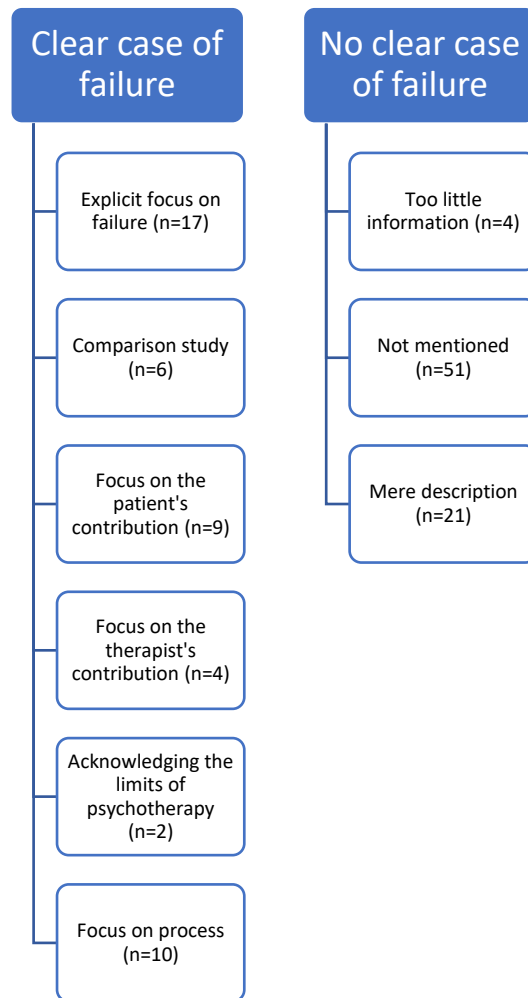 Clear case of
failure
Explicit focus on
failure (n=17)
Comparison study
(n=6)
Focus on the
patient's
contribution (n=9)
Focus on the
therapist's
contribution (n=4)
Acknowledging the
limits of
psychotherapy
(n=2)
Focus on process
(n=10)
No clear case
of failure
Too little
information (n=4)
Not mentioned
(n=51)
Mere description
(n=21)